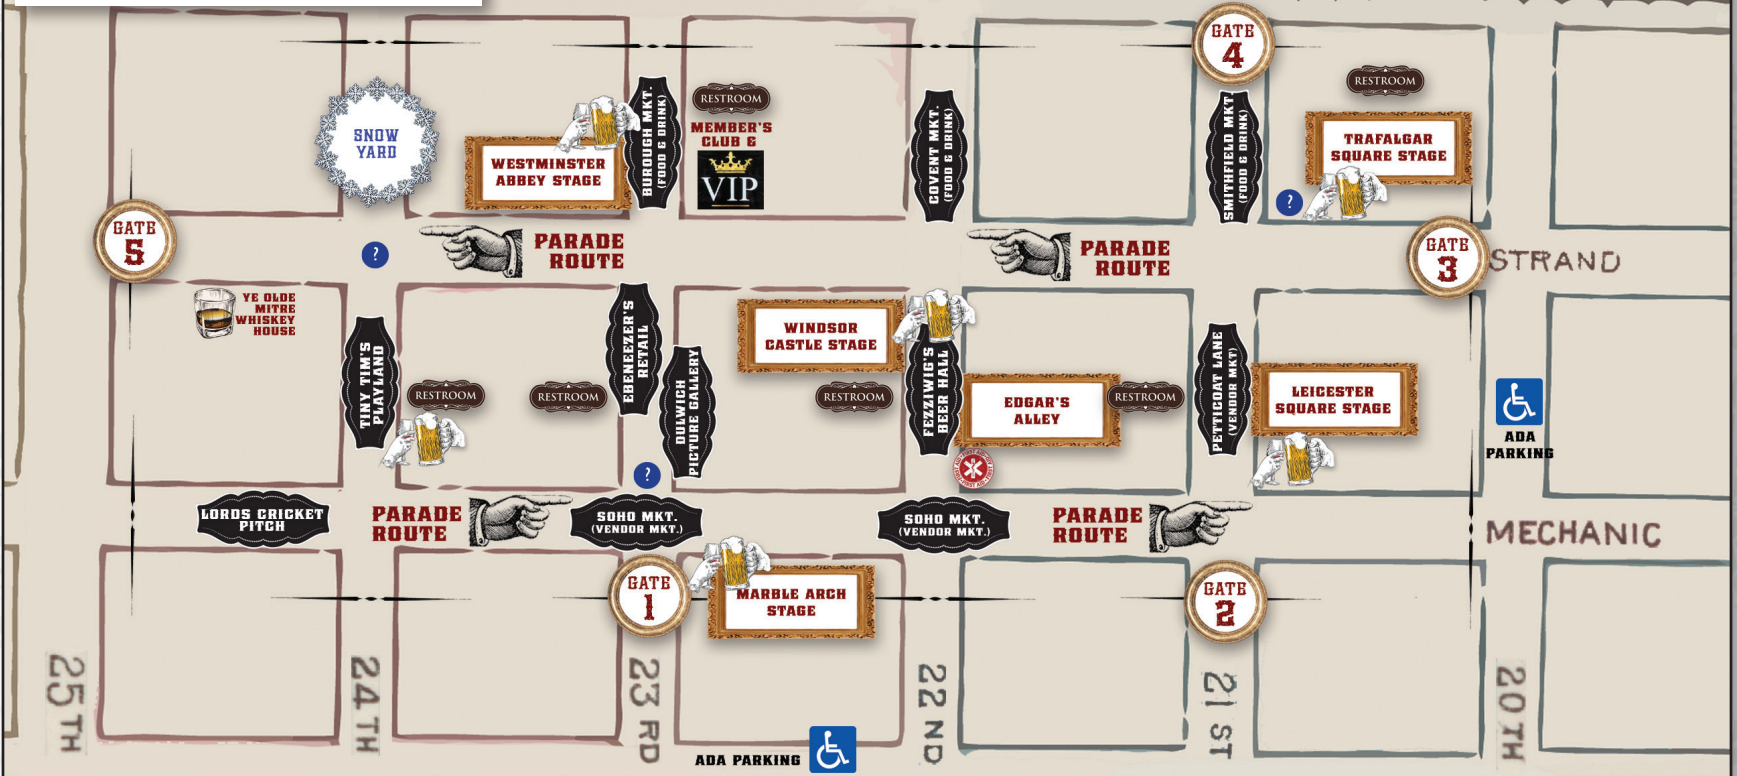 GATE
4
RESTROOM
SNOW
YARD
WESTMINSTER
ABBEY STAGE
BUROUGH MKT.
(FOOD & DRINK)
RESTROOM
MEMBER'S
CLUB &
VIP
COVENT MKT.
(FOOD & DRINK)
SMITHFIELD MKT
(FOOD & DRINK)
TRAFALGAR
SQUARE STAGE
?
GATE
5
?
PARADE
ROUTE
PARADE
ROUTE
GATE
3
STRAND
YE OLDE
MITRE
WHISKEY
HOUSE
TINY TIM'S
PLAYLAND
RESTROOM
RESTROOM
EBENEEZER'S
RETAIL
DULWICH
PICTURE GALLERY
WINDSOR
CASTLE STAGE
RESTROOM
FEZZIWIG'S
BEER HALL
EDGAR'S
ALLEY
RESTROOM
PETTICOAT LANE
(VENDOR MKT)
LEICESTER
SQUARE STAGE
ADA
PARKING
?
LORDS CRICKET
PITCH
PARADE
ROUTE
SOHO MKT.
(VENDOR MKT.)
SOHO MKT.
(VENDOR MKT.)
PARADE
ROUTE
MECHANIC
GATE
1
MARBLE ARCH
STAGE
GATE
2
25TH
24TH
23RD
22ND
21ST
20TH
ADA PARKING